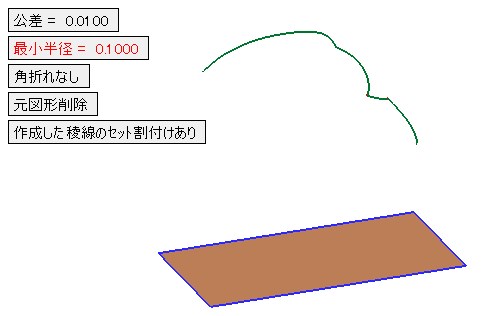 公差 = 0.0100
最小半径 = 0.1000
角折れなし
元図形削除
作成した稜線のセット割付けあり